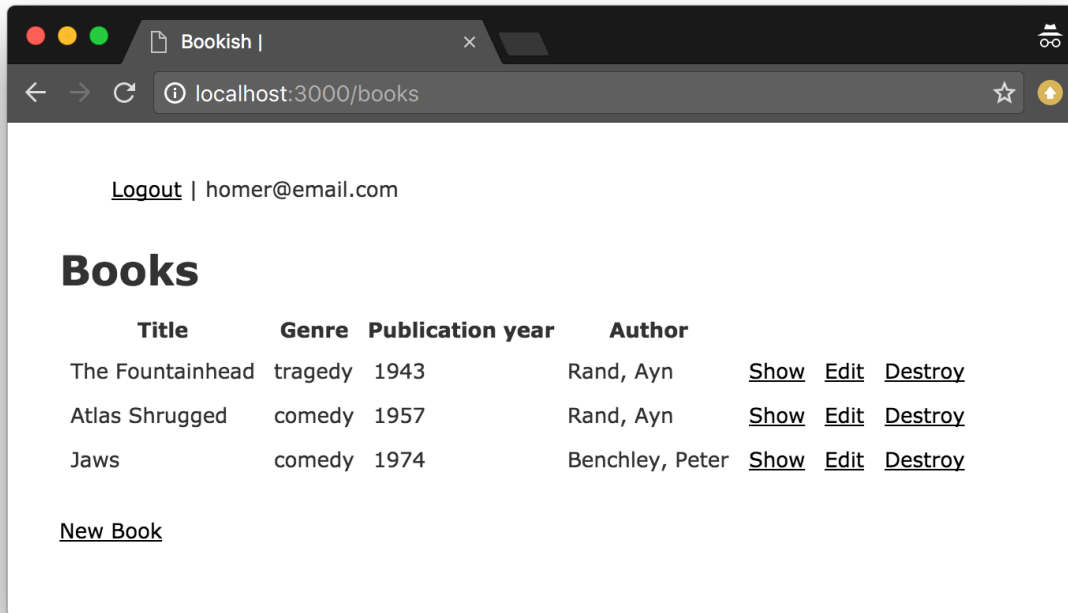 Bookish |
localhost:3000/books
Logout | homer@email.com
Books
Title Genre Publication year Author
The Fountainhead tragedy 1943 Rand, Ayn Show Edit Destroy
Atlas Shrugged comedy 1957 Rand, Ayn Show Edit Destroy
Jaws comedy 1974 Benchley, Peter Show Edit Destroy
New Book